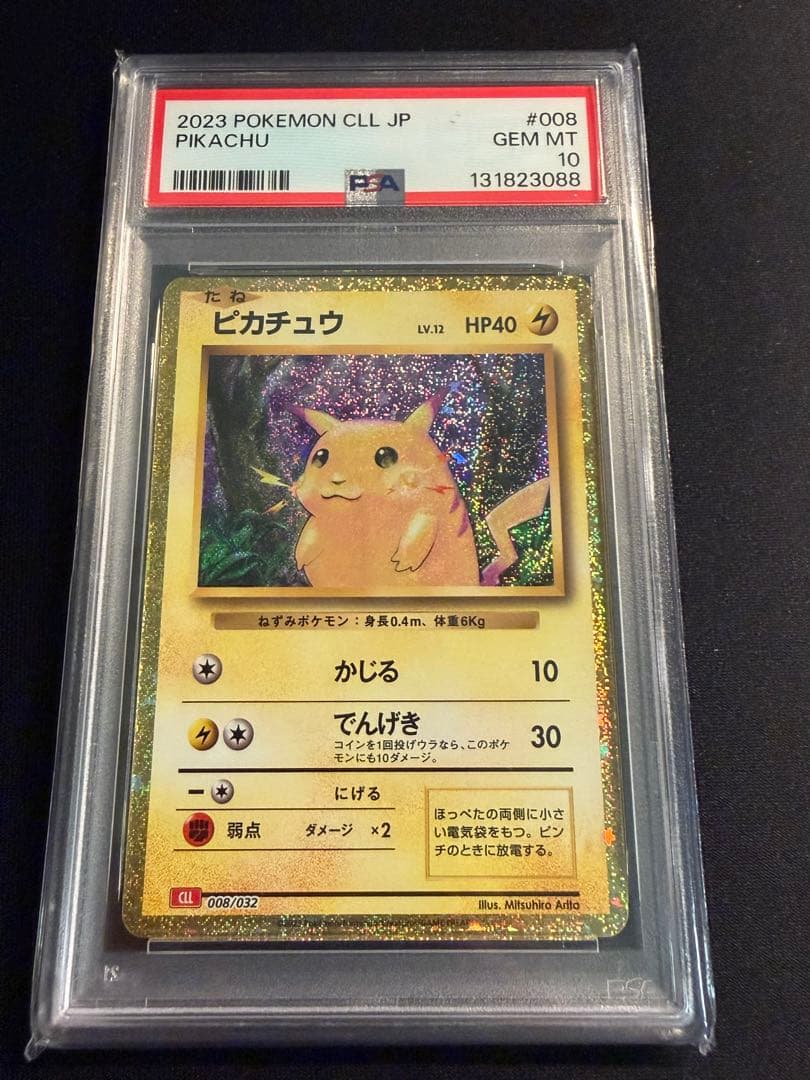 2023 POKEMON CLL JP #008
PIKACHU GEM MT
10
PSA 131823088
たね
ピカチュウ LV.12 HP40
ねずみポケモン：身長0.4m、体重6Kg
かじる 10
でんげき 30
コインを1回投げウラなら、このポケ
モンにも10ダメージ。
にげる
弱点 ダメージ ×2
ほっぺたの両側に小さ
い電気袋をもつ。ピン
チのときに放電する。
CLL 008/032 Illus. Mitsuhiro Arita